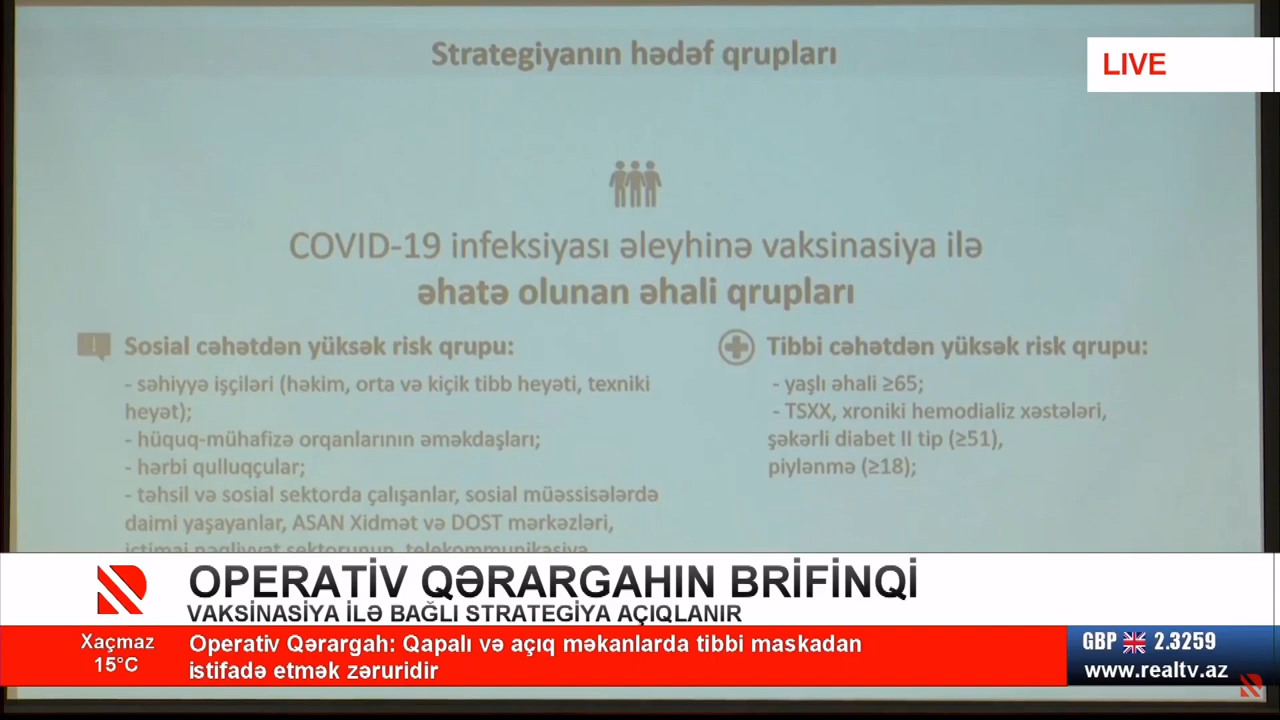 Strategiyanın hədəf qrupları
LIVE
COVID-19 infeksiyası əleyhinə vaksinasiya ilə
əhatə olunan əhali qrupları
Sosial cəhətdən yüksək risk qrupu:
- səhiyyə işçiləri (həkim, orta və kiçik tibb heyəti, texniki
heyət);
- hüquq-mühafizə orqanlarının əməkdaşları;
- hərbi qulluqçular;
- təhsil və sosial sektorda çalışanlar, sosial müəssisələrdə
daimi yaşayanlar, ASAN Xidmət və DOST mərkəzləri,
ictimai nəqliyyat sektorunun, telekommunikasiya
Tibbi cəhətdən yüksək risk qrupu:
- yaşlı əhali ≥65;
- TSXX, xroniki hemodializ xəstələri,
şəkərli diabet II tip (≥51),
piylənmə (≥18);
OPERATİV QƏRARGAHIN BRİFİNQİ
VAKSİNASİYA İLƏ BAĞLI STRATEGİYA AÇIQLANIR
Xaçmaz
15°C
Operativ Qərargah: Qapalı və açıq məkanlarda tibbi maskadan
istifadə etmək zəruridir
GBP 2.3259
www.realtv.az